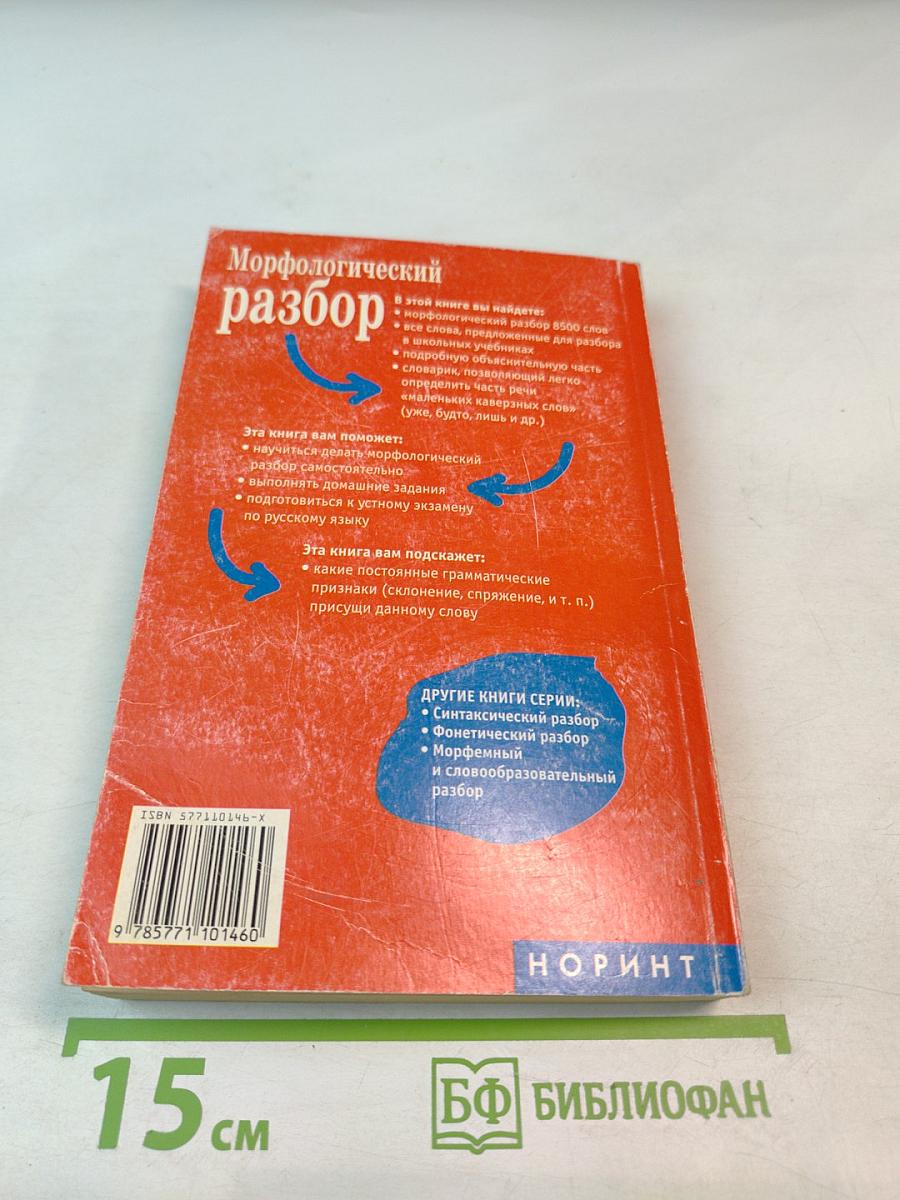 Морфологический
разбор
В этой книге вы найдете:
• морфологический разбор 8500 слов
• все слова, предложенные для разбора
в школьных учебниках
• подробную объяснительную часть
• словарик, позволяющий легко
определить часть речи
«маленьких каверзных слов»
(уже, будто, лишь и др.)
Эта книга вам поможет:
• научиться делать морфологический
разбор самостоятельно
• выполнять домашние задания
• подготовиться к устному экзамену
по русскому языку
Эта книга вам подскажет:
• какие постоянные грамматические
признаки (склонение, спряжение, и т. п.)
присущи данному слову
ДРУГИЕ КНИГИ СЕРИИ:
• Синтаксический разбор
• Фонетический разбор
• Морфемный
и словообразовательный
разбор
ISBN 577110146-X
9 785771 101460
НОРИНТ
15 см
БФ БИБЛИОФАН